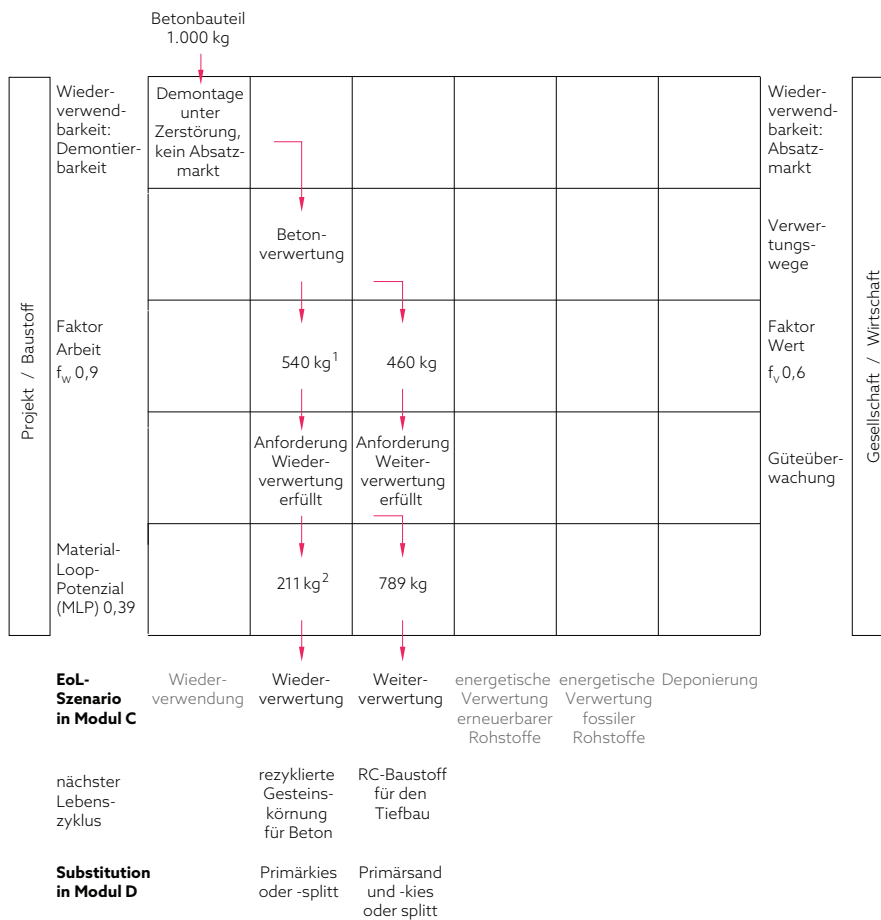 Betonbauteil
1.000 kg
Projekt / Baustoff
Wieder-
verwend-
barkeit:
Demontier-
barkeit
Demontage
unter
Zerstörung,
kein Absatz-
markt
Wieder-
verwend-
barkeit:
Absatz-
markt
Gesellschaft / Wirtschaft
Beton-
verwertung
Verwer-
tungs-
wege
Faktor
Arbeit
f_w 0,9
540 kg¹
460 kg
Faktor
Wert
f_v 0,6
Anforderung
Wieder-
verwertung
erfüllt
Anforderung
Weiter-
verwertung
erfüllt
Güteüber-
wachung
Material-
Loop-
Potenzial
(MLP) 0,39
211 kg²
789 kg
EoL-
Szenario
in Modul C
Wieder-
verwendung
Wieder-
verwertung
Weiter-
verwertung
energetische
Verwertung
erneuerbarer
Rohstoffe
energetische
Verwertung
fossiler
Rohstoffe
Deponierung
nächster
Lebens-
zyklus
rezyklierte
Gesteins-
körnung
für Beton
RC-Baustoff
für den
Tiefbau
Substitution
in Modul D
Primärkies
oder -splitt
Primärsand
und -kies
oder splitt